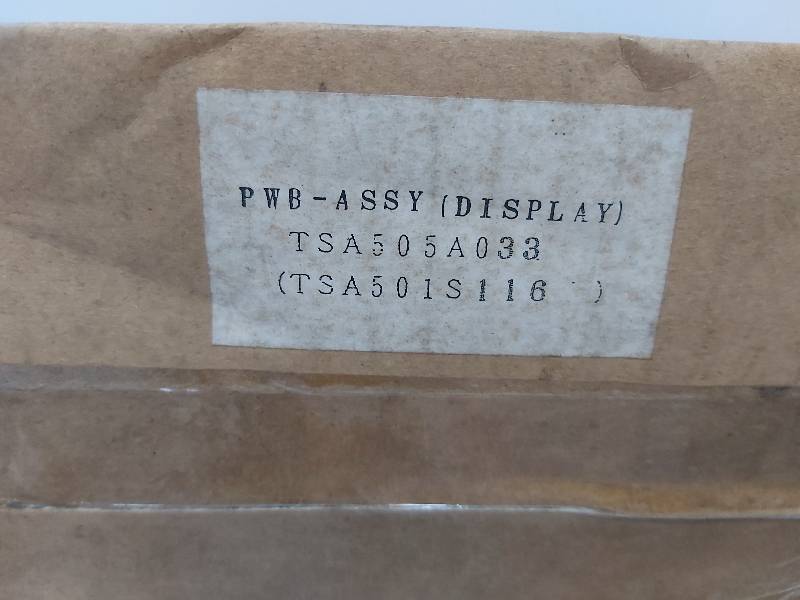 PWB-ASSY (DISPLAY)
TSA505A033
(TSA501S116 )